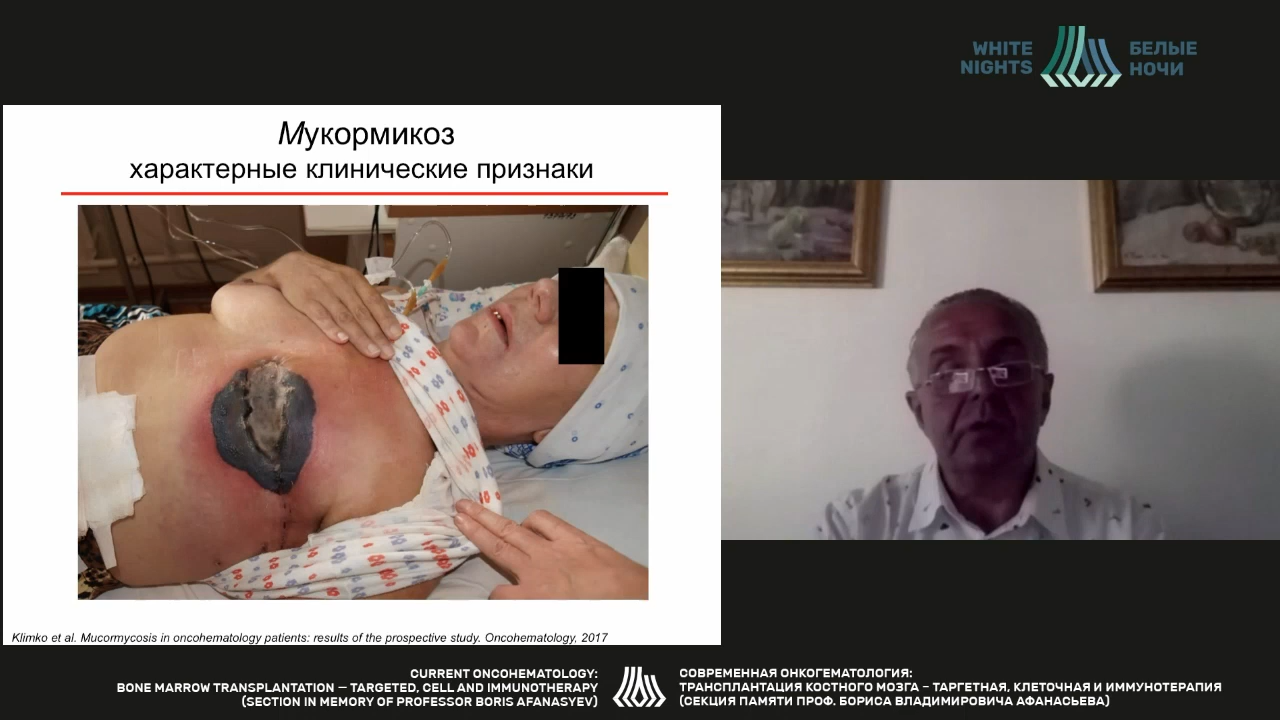 WHITE
NIGHTS
БЕЛЫЕ
НОЧИ
Мукормикоз
характерные клинические признаки
Klimko et al. Mucormycosis in oncohematology patients: results of the prospective study. Oncohematology, 2017
CURRENT ONCOHEMATOLOGY:
BONE MARROW TRANSPLANTATION – TARGETED, CELL AND IMMUNOTHERAPY
(SECTION IN MEMORY OF PROFESSOR BORIS AFANASYEV)
СОВРЕМЕННАЯ ОНКОГЕМАТОЛОГИЯ:
ТРАНСПЛАНТАЦИЯ КОСТНОГО МОЗГА – ТАРГЕТНАЯ, КЛЕТОЧНАЯ И ИММУНОТЕРАПИЯ
(СЕКЦИЯ ПАМЯТИ ПРОФ. БОРИСА ВЛАДИМИРОВИЧА АФАНАСЬЕВА)